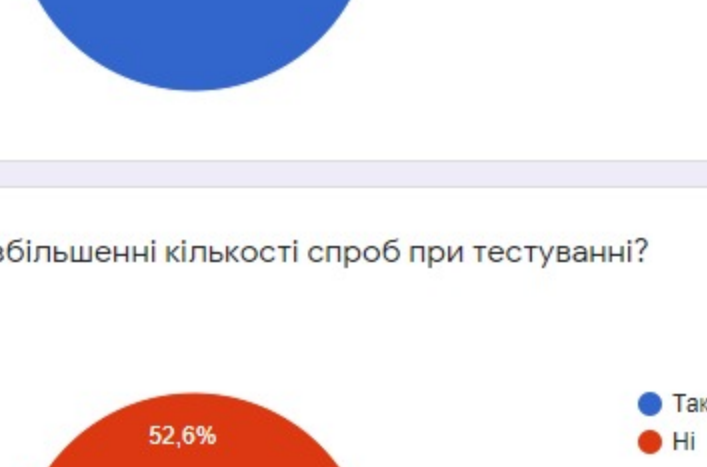 збільшенні кількості спроб при тестуванні?
Так
52,6%
Ні